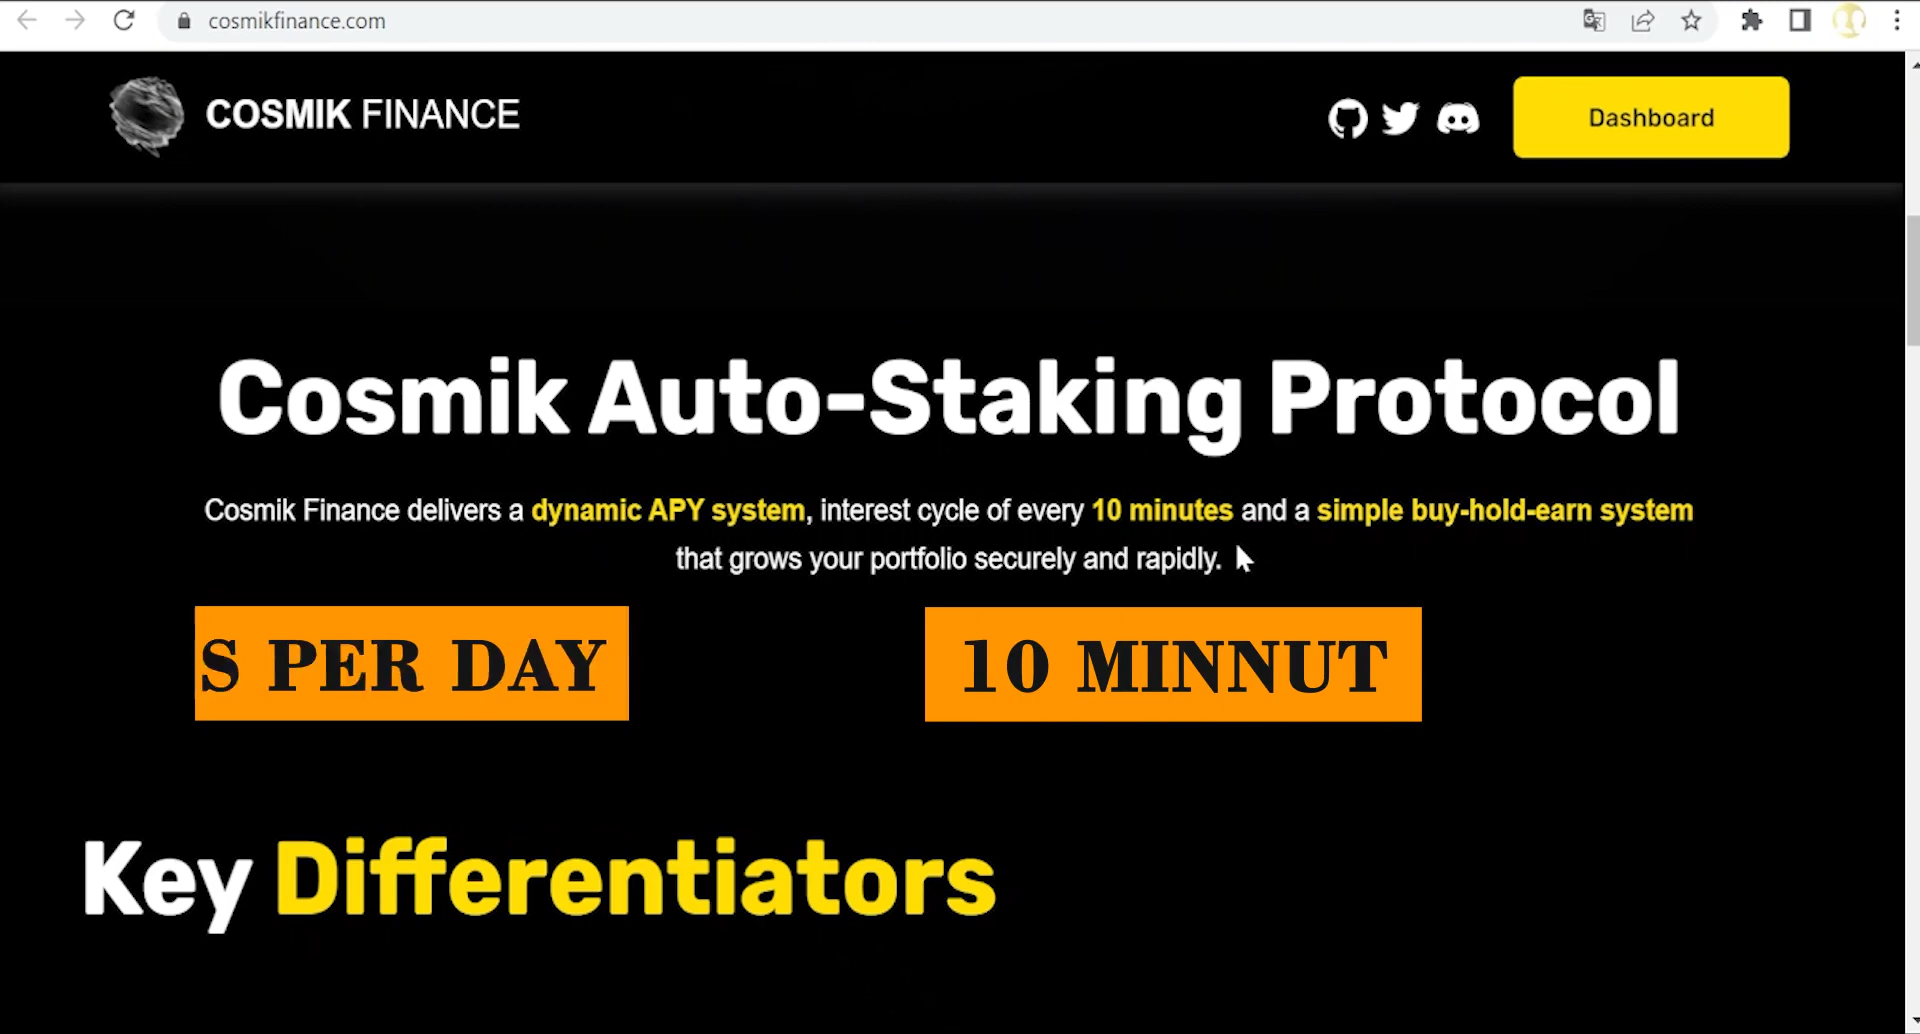 cosmikfinance.com
COSMIK FINANCE
Dashboard
Cosmik Auto-Staking Protocol
Cosmik Finance delivers a dynamic APY system, interest cycle of every 10 minutes and a simple buy-hold-earn system
that grows your portfolio securely and rapidly.
S PER DAY
10 MINNUT
Key Differentiators